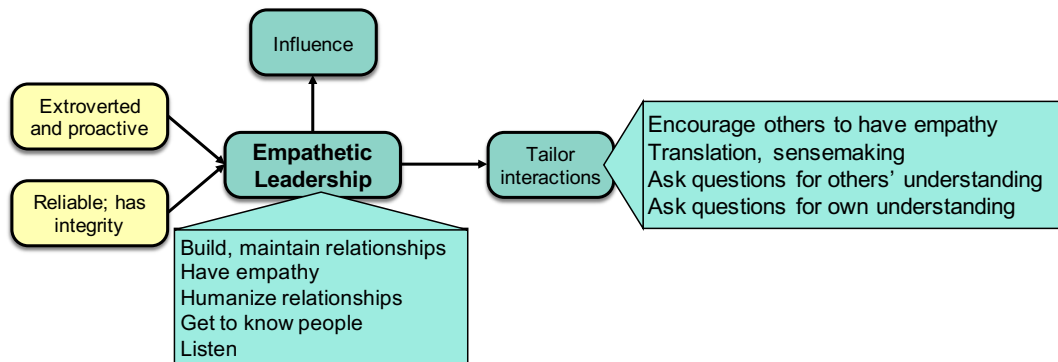 Influence
Extroverted
and proactive
Empathetic
Leadership
Tailor
interactions
Encourage others to have empathy
Translation, sensemaking
Ask questions for others’ understanding
Ask questions for own understanding
Reliable; has
integrity
Build, maintain relationships
Have empathy
Humanize relationships
Get to know people
Listen